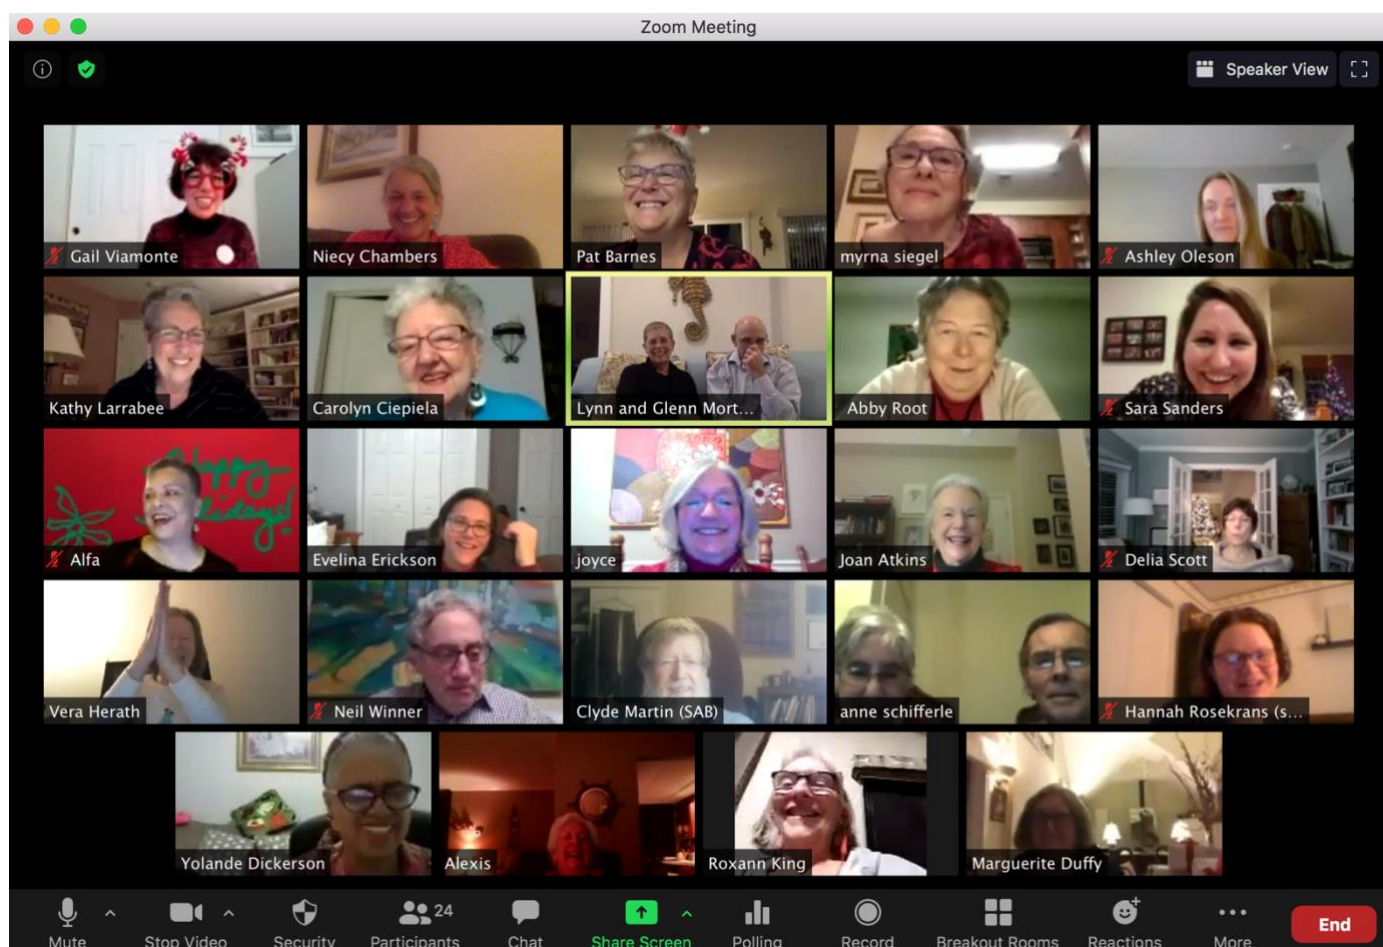 Zoom Meeting
Speaker View
Gail Viamonte
Niecy Chambers
Pat Barnes
myrna siegel
Ashley Oleson
Kathy Larrabee
Carolyn Ciepiela
Lynn and Glenn Mort...
Abby Root
Sara Sanders
Happy
Holidays!
Alfa
Evelina Erickson
joyce
Joan Atkins
Delia Scott
Vera Herath
Neil Winner
Clyde Martin (SAB)
anne schifferle
Hannah Rosekrans (s...
Yolande Dickerson
Alexis
Roxann King
Marguerite Duffy
24
Mute
Stop Video
Security
Participants
Chat
Share Screen
Polling
Record
Breakout Rooms
Reactions
More
End